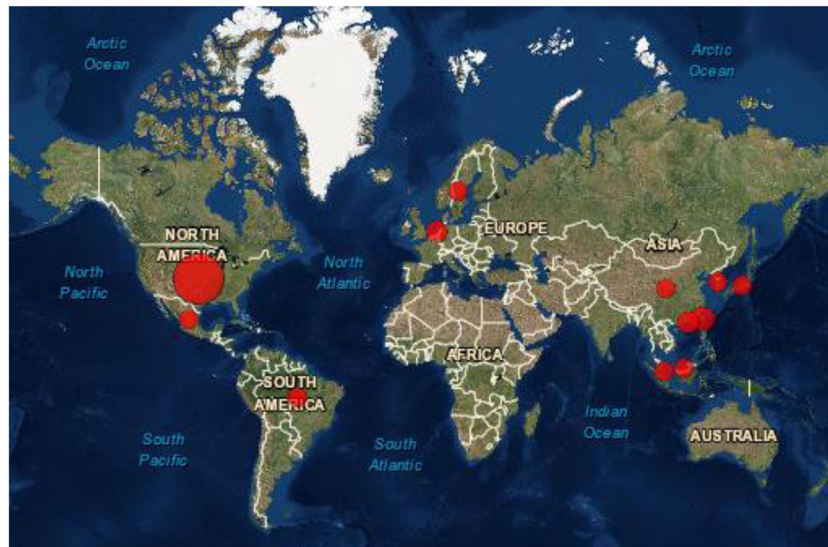 Arctic
Ocean
Arctic
Ocean
NORTH
AMERICA
EUROPE
ASIA
North
Pacific
North
Atlantic
AFRICA
SOUTH
AMERICA
Indian
Ocean
South
Pacific
South
Atlantic
AUSTRALIA